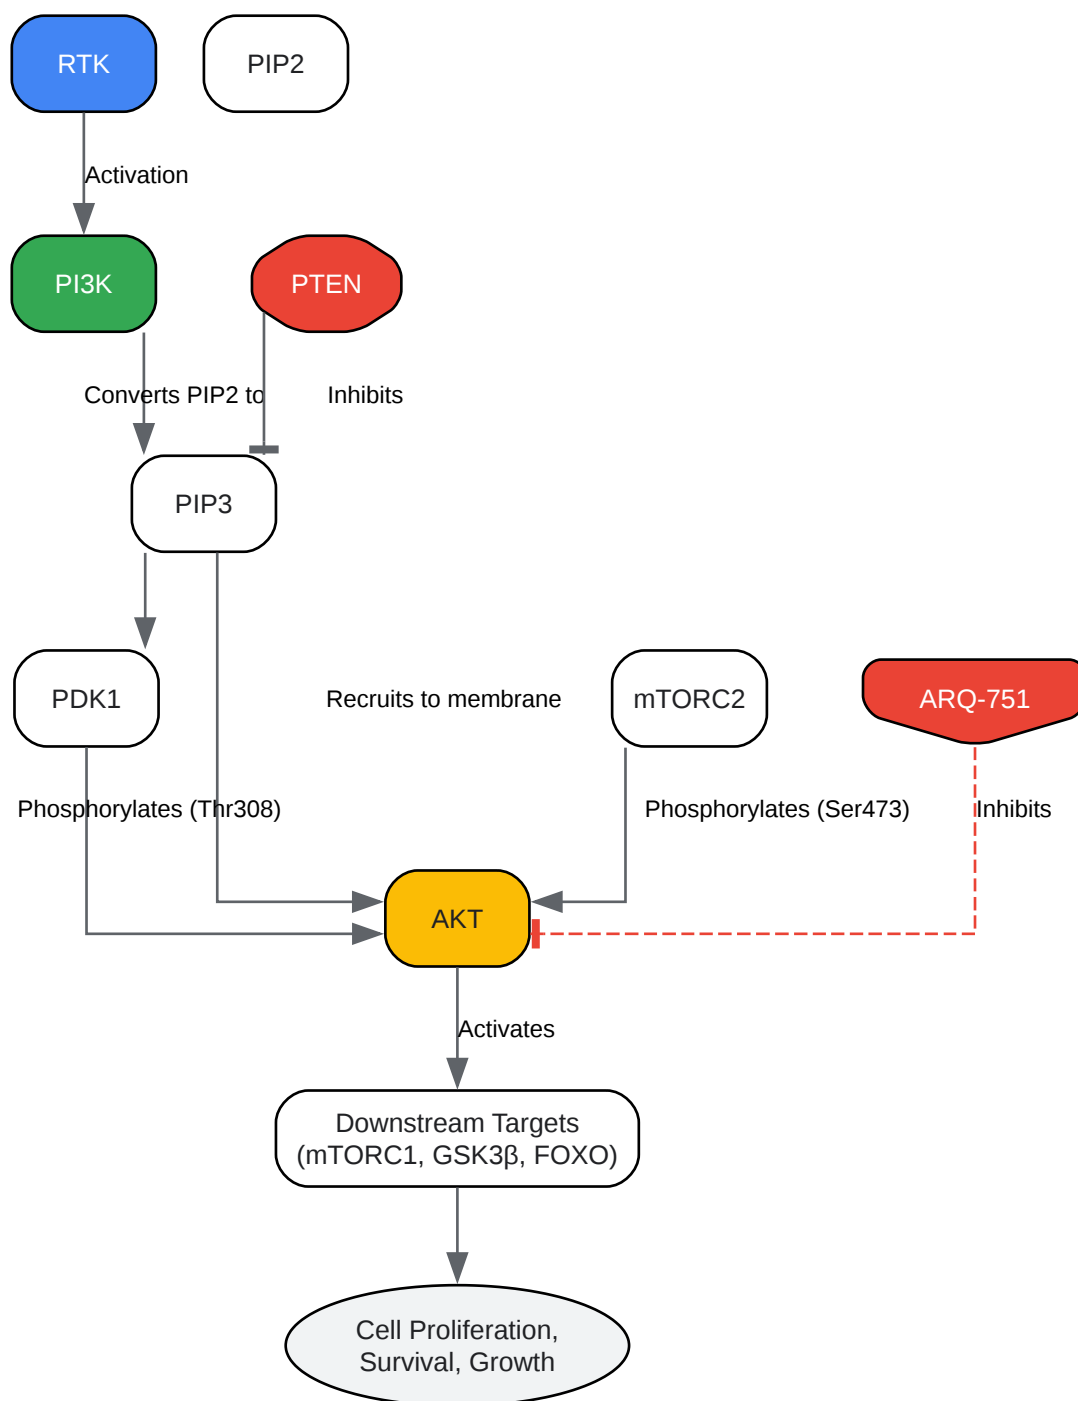 RTK
PIP2
Activation
PI3K
PTEN
Converts PIP2 to
Inhibits
PIP3
PDK1
Recruits to membrane
mTORC2
ARQ-751
Phosphorylates (Thr308)
Phosphorylates (Ser473)
Inhibits
AKT
Activates
Downstream Targets
(mTORC1, GSK3β, FOXO)
Cell Proliferation,
Survival, Growth